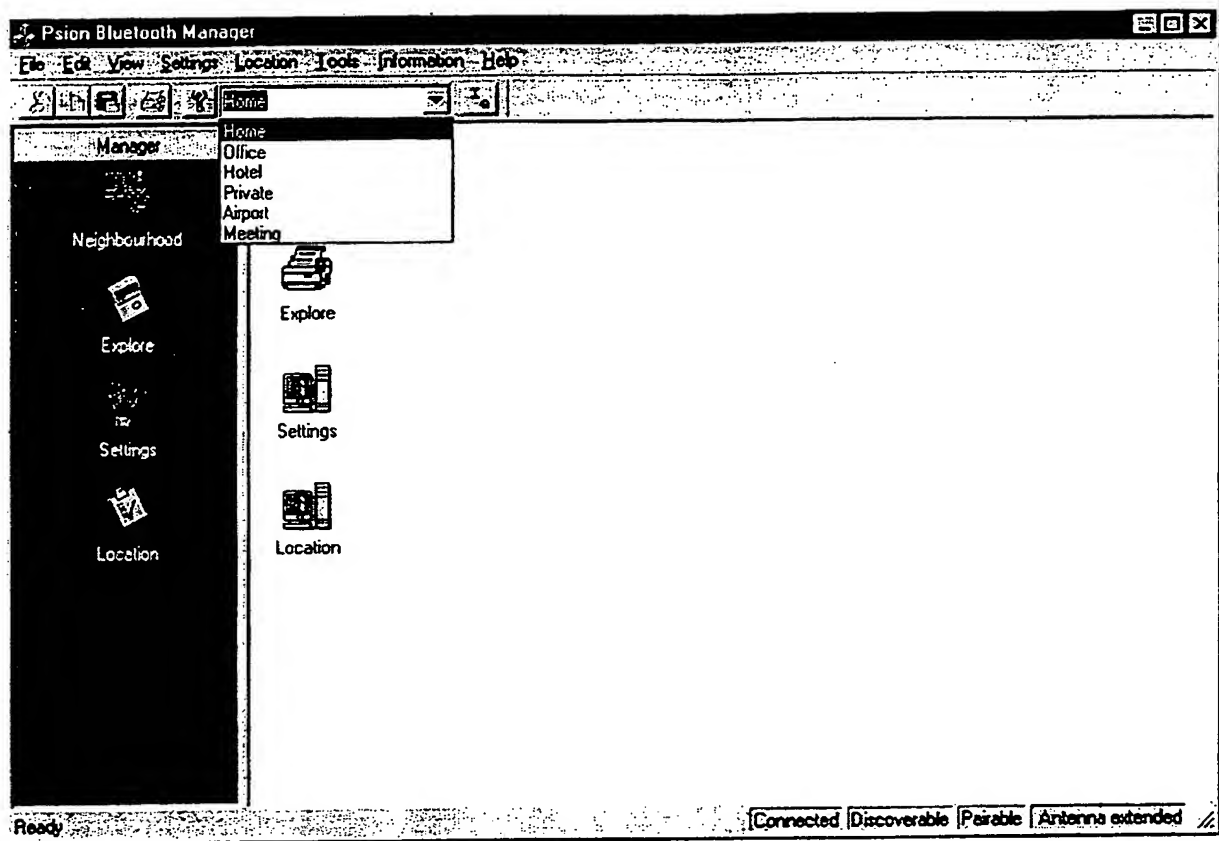 Psion Bluetooth Manager
File Edit View Settings Location Tools Information Help
Home
Home
Office
Hotel
Private
Airport
Meeting
Manager
Neighbourhood
Explore
Settings
Location
Explore
Settings
Location
Ready
Connected Discoverable Pairable Antenna extended